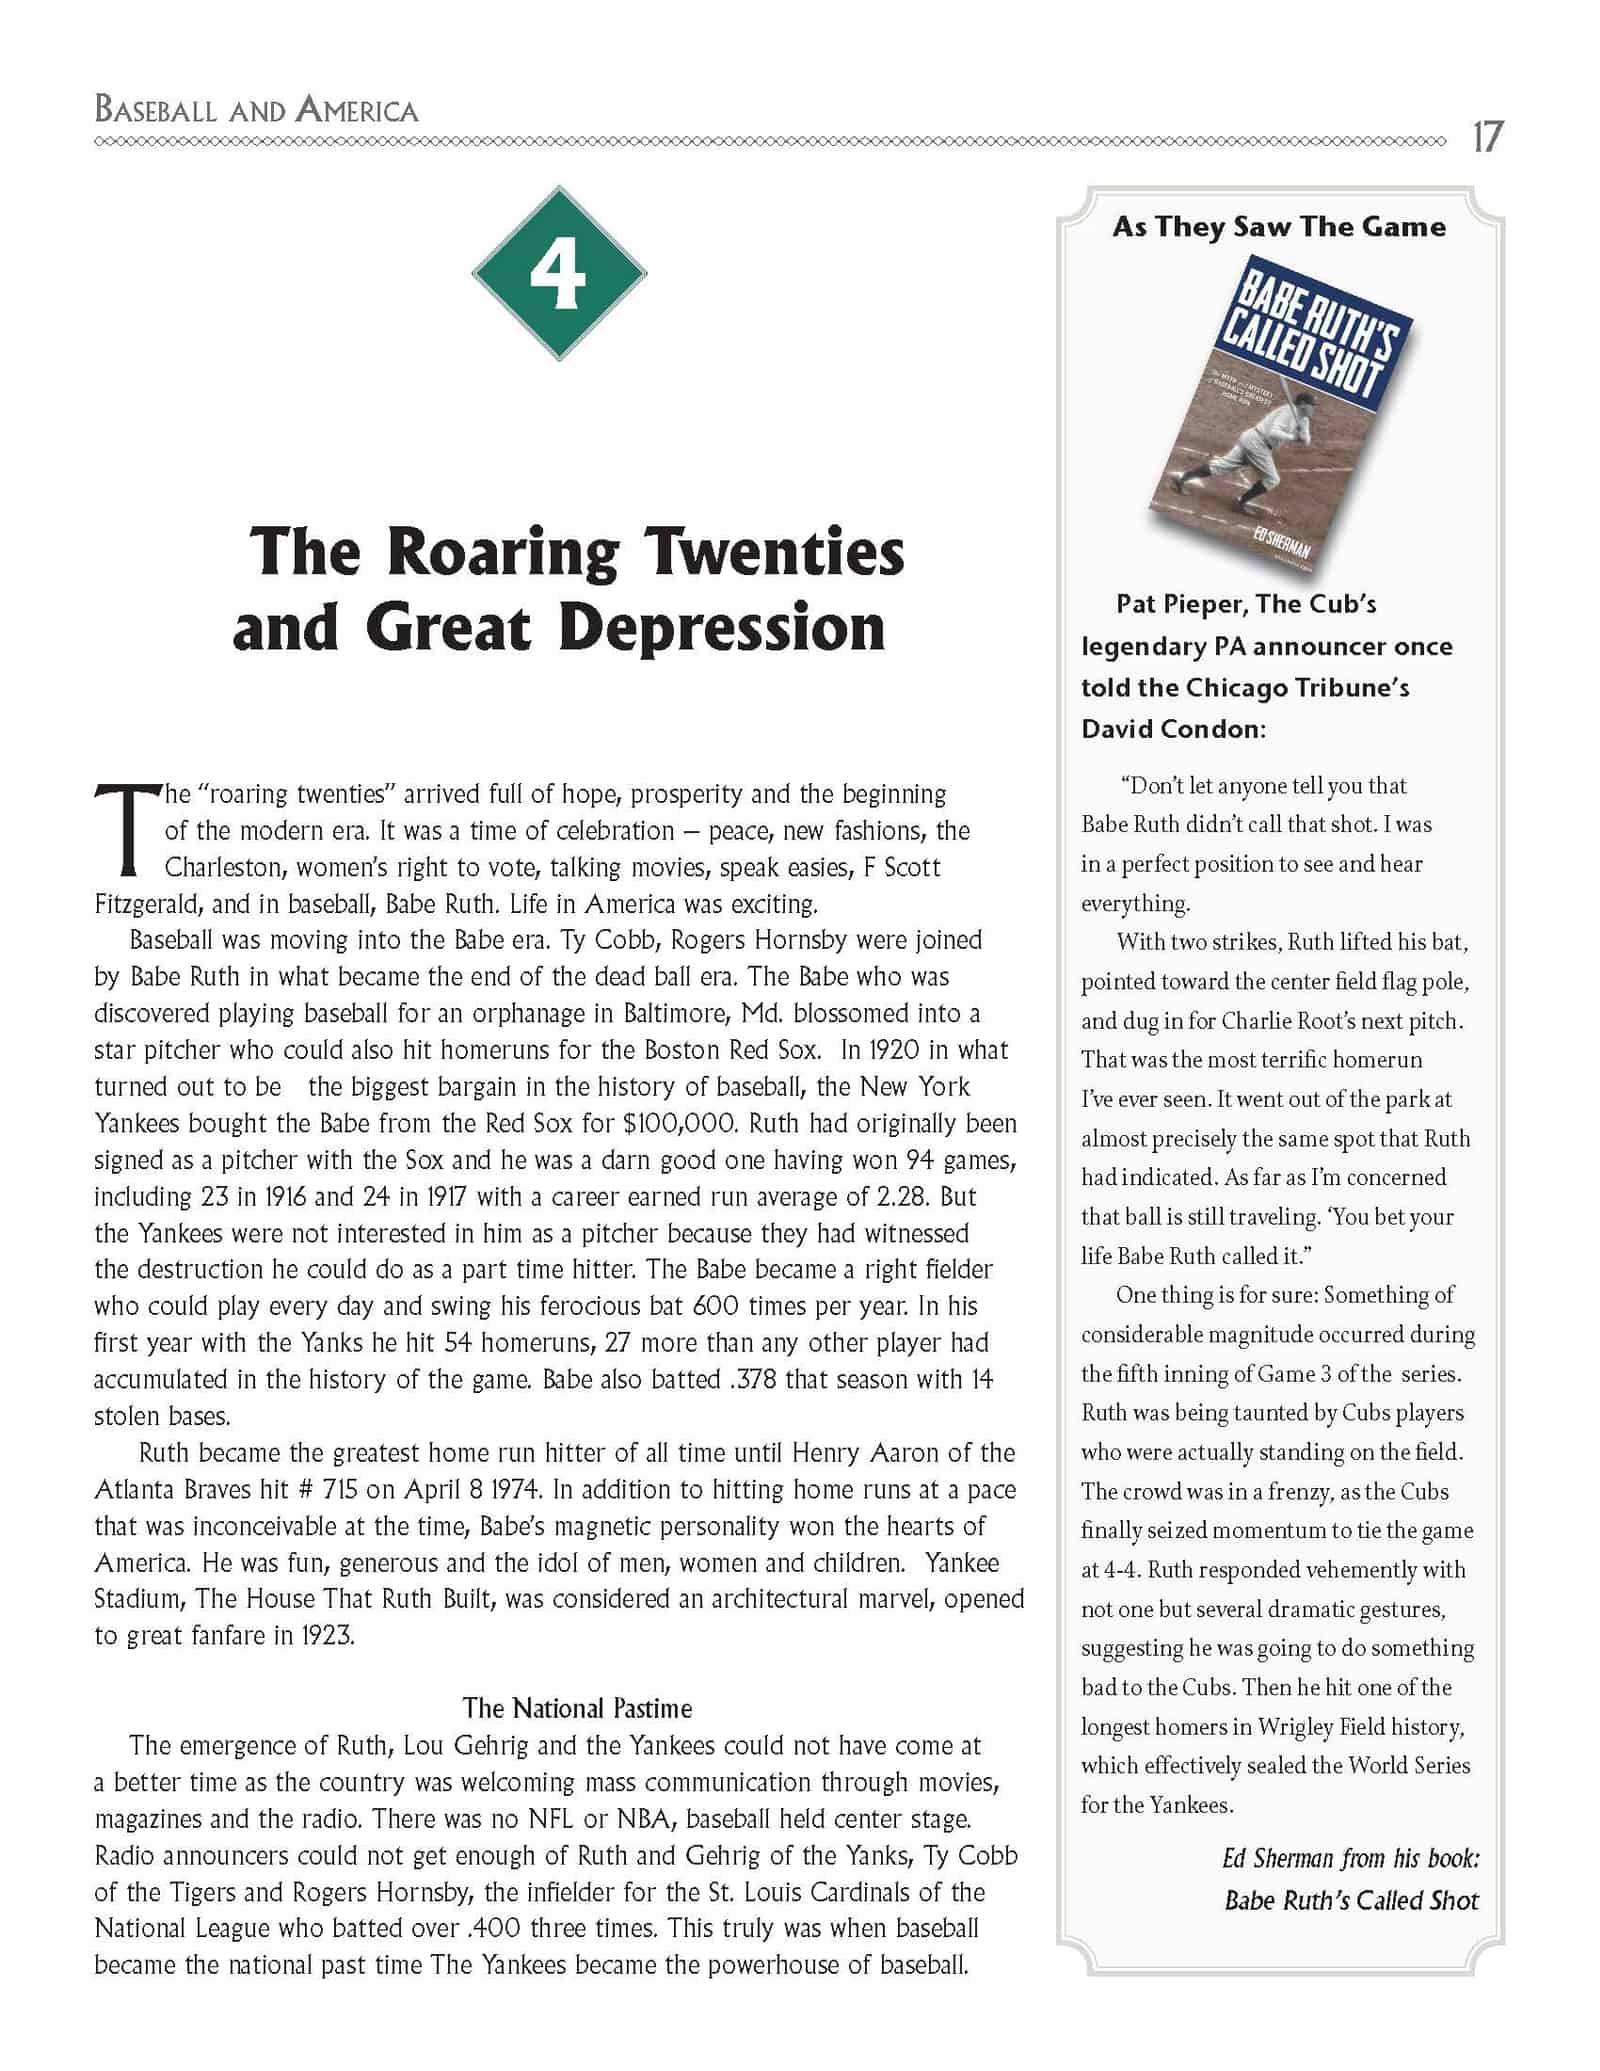 BASEBALL AND AMERICA
17
4
The Roaring Twenties
and Great Depression
The “roaring twenties” arrived full of hope, prosperity and the beginning
of the modern era. It was a time of celebration – peace, new fashions, the
Charleston, women’s right to vote, talking movies, speak easies, F Scott
Fitzgerald, and in baseball, Babe Ruth. Life in America was exciting.
Baseball was moving into the Babe era. Ty Cobb, Rogers Hornsby were joined
by Babe Ruth in what became the end of the dead ball era. The Babe who was
discovered playing baseball for an orphanage in Baltimore, Md. blossomed into a
star pitcher who could also hit homeruns for the Boston Red Sox. In 1920 in what
turned out to be the biggest bargain in the history of baseball, the New York
Yankees bought the Babe from the Red Sox for $100,000. Ruth had originally been
signed as a pitcher with the Sox and he was a darn good one having won 94 games,
including 23 in 1916 and 24 in 1917 with a career earned run average of 2.28. But
the Yankees were not interested in him as a pitcher because they had witnessed
the destruction he could do as a part time hitter. The Babe became a right fielder
who could play every day and swing his ferocious bat 600 times per year. In his
first year with the Yanks he hit 54 homeruns, 27 more than any other player had
accumulated in the history of the game. Babe also batted .378 that season with 14
stolen bases.
Ruth became the greatest home run hitter of all time until Henry Aaron of the
Atlanta Braves hit # 715 on April 8 1974. In addition to hitting home runs at a pace
that was inconceivable at the time, Babe’s magnetic personality won the hearts of
America. He was fun, generous and the idol of men, women and children. Yankee
Stadium, The House That Ruth Built, was considered an architectural marvel, opened
to great fanfare in 1923.
The National Pastime
The emergence of Ruth, Lou Gehrig and the Yankees could not have come at
a better time as the country was welcoming mass communication through movies,
magazines and the radio. There was no NFL or NBA, baseball held center stage.
Radio announcers could not get enough of Ruth and Gehrig of the Yanks, Ty Cobb
of the Tigers and Rogers Hornsby, the infielder for the St. Louis Cardinals of the
National League who batted over .400 three times. This truly was when baseball
became the national past time The Yankees became the powerhouse of baseball.
As They Saw The Game
BABE RUTH’S
CALLED SHOT
The MYTH and MYSTERY
of BASEBALL’S GREATEST
HOME RUN
ED SHERMAN
Pat Pieper, The Cub’s
legendary PA announcer once
told the Chicago Tribune’s
David Condon:
“Don’t let anyone tell you that
Babe Ruth didn’t call that shot. I was
in a perfect position to see and hear
everything.
With two strikes, Ruth lifted his bat,
pointed toward the center field flag pole,
and dug in for Charlie Root’s next pitch.
That was the most terrific homerun
I’ve ever seen. It went out of the park at
almost precisely the same spot that Ruth
had indicated. As far as I’m concerned
that ball is still traveling. ‘You bet your
life Babe Ruth called it.”
One thing is for sure: Something of
considerable magnitude occurred during
the fifth inning of Game 3 of the series.
Ruth was being taunted by Cubs players
who were actually standing on the field.
The crowd was in a frenzy, as the Cubs
finally seized momentum to tie the game
at 4-4. Ruth responded vehemently with
not one but several dramatic gestures,
suggesting he was going to do something
bad to the Cubs. Then he hit one of the
longest homers in Wrigley Field history,
which effectively sealed the World Series
for the Yankees.
Ed Sherman from his book:
Babe Ruth’s Called Shot